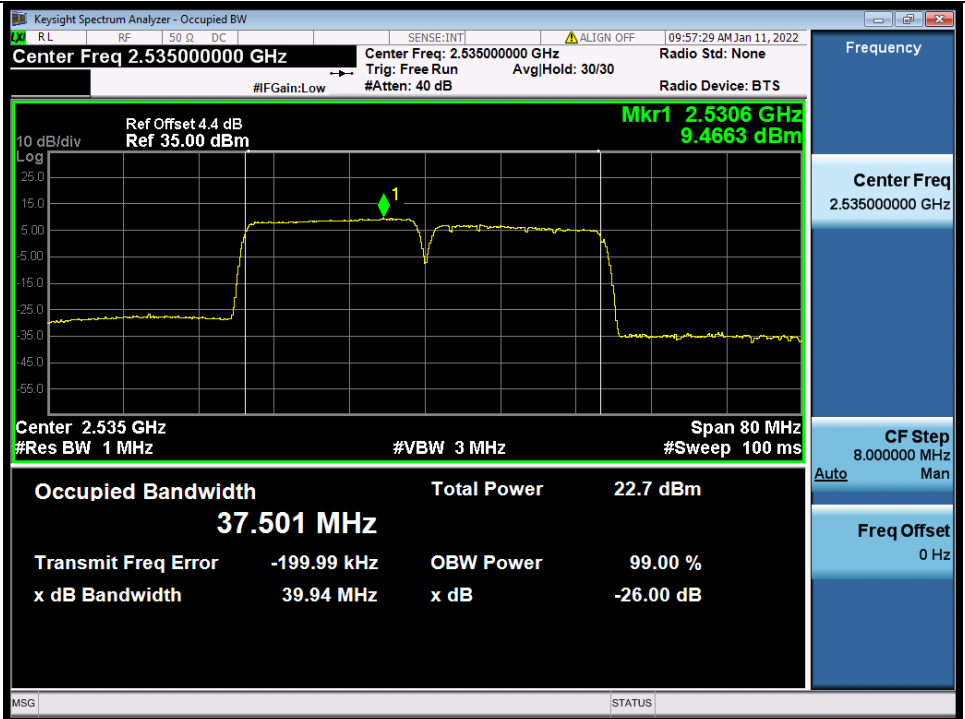 Keysight Spectrum Analyzer - Occupied BW
LXI RL RF 50 Ω DC SENSE:INT ALIGN OFF 09:57:29 AM Jan 11, 2022
Center Freq 2.535000000 GHz
Center Freq: 2.535000000 GHz
Radio Std: None
Trig: Free Run Avg|Hold: 30/30
#IFGain:Low #Atten: 40 dB Radio Device: BTS
Mkr1 2.5306 GHz
9.4663 dBm
Ref Offset 4.4 dB
10 dB/div Ref 35.00 dBm
Log
25.0
15.0
5.00
-5.00
-15.0
-25.0
-35.0
-45.0
-55.0
1
Center 2.535 GHz Span 80 MHz
#Res BW 1 MHz #VBW 3 MHz #Sweep 100 ms
Occupied Bandwidth Total Power 22.7 dBm
37.501 MHz
Transmit Freq Error -199.99 kHz OBW Power 99.00 %
x dB Bandwidth 39.94 MHz x dB -26.00 dB
Frequency
Center Freq
2.535000000 GHz
CF Step
8.000000 MHz
Auto Man
Freq Offset
0 Hz
MSG STATUS